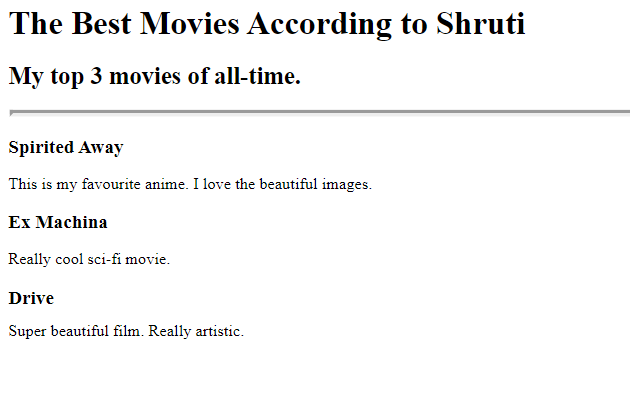 The Best Movies According to Shruti
My top 3 movies of all-time.
Spirited Away
This is my favourite anime. I love the beautiful images.
Ex Machina
Really cool sci-fi movie.
Drive
Super beautiful film. Really artistic.